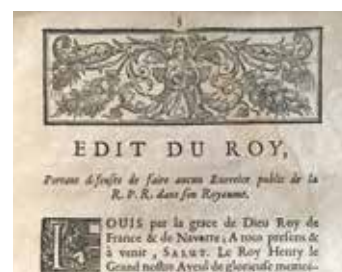 3
EDIT DU ROY,
Portant défense de faire aucun Exercice public de la
R. P. R. dans son Royaume.
LOUIS par la grace de Dieu Roy de
France & de Navarre; A tous presens &
à venir, SALUT. Le Roy Henry le
Grand nostre Ayeul de glorieuse memoi-